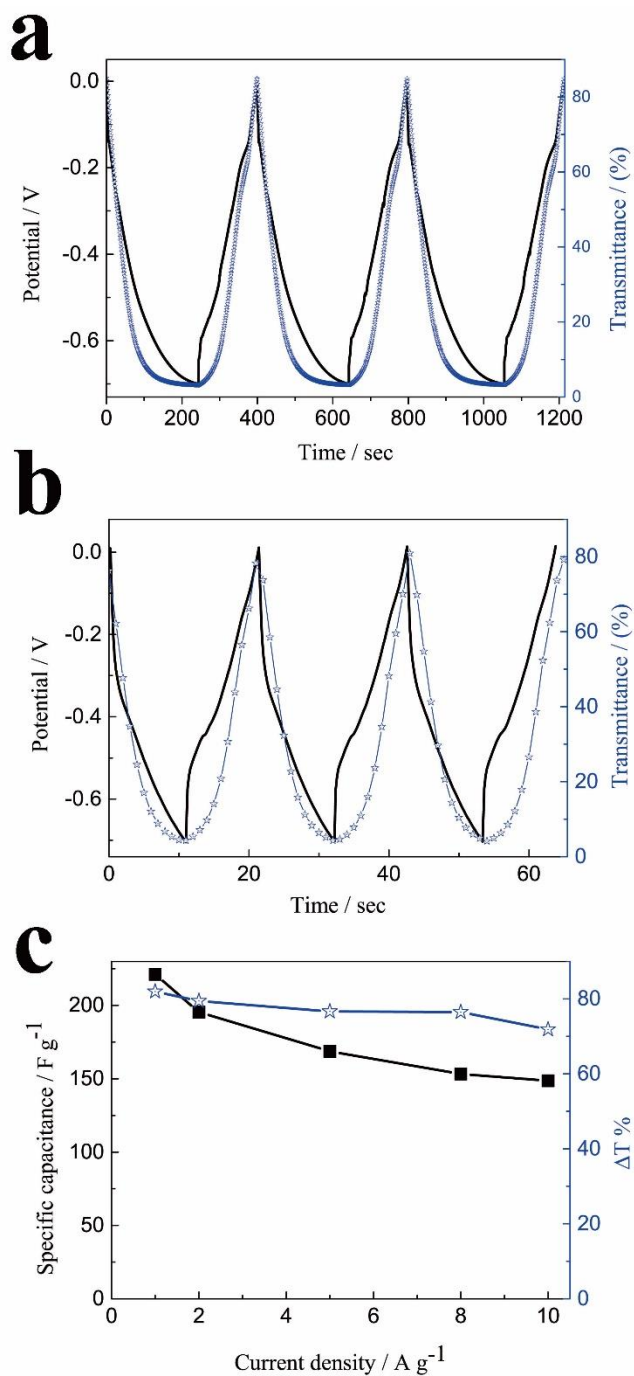 a
0.0
-0.2
-0.4
-0.6
Potential / V
80
60
40
20
0
Transmittance / (%)
0 200 400 600 800 1000 1200
Time / sec
b
0.0
-0.2
-0.4
-0.6
Potential / V
80
60
40
20
0
Transmittance / (%)
0 20 40 60
Time / sec
c
200
150
100
50
0
Specific capacitance / F g⁻¹
80
60
40
20
0
ΔT %
0 2 4 6 8 10
Current density / A g⁻¹